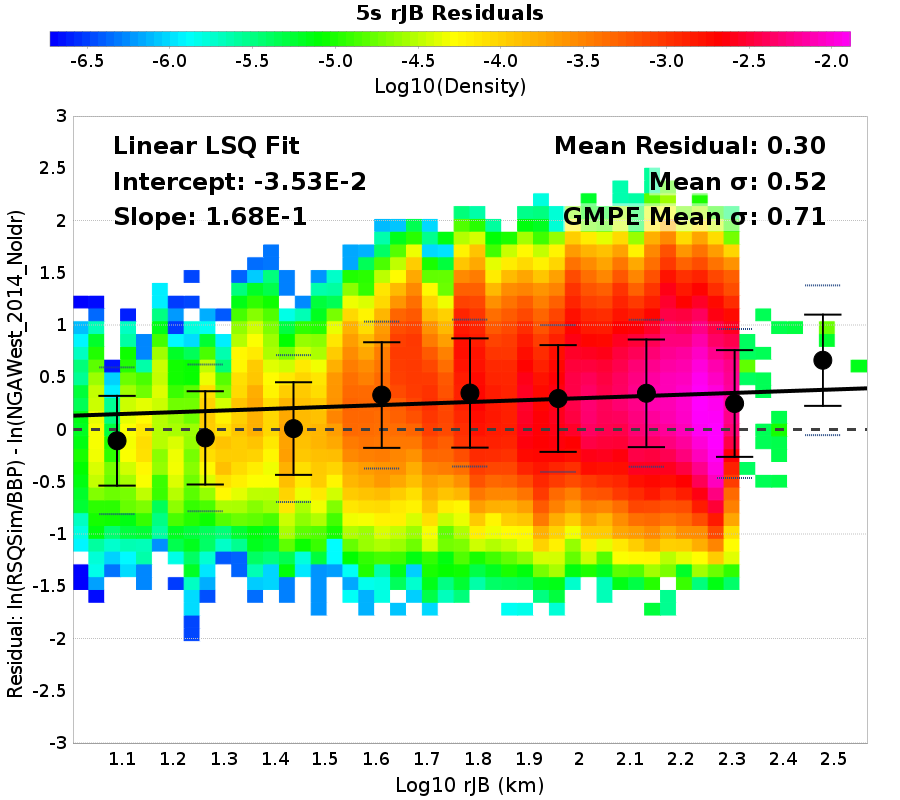 5s rJB Residuals
-6.5 -6.0 -5.5 -5.0 -4.5 -4.0 -3.5 -3.0 -2.5 -2.0
Log10(Density)
Linear LSQ Fit
Intercept: -3.53E-2
Slope: 1.68E-1
Mean Residual: 0.30
Mean σ: 0.52
GMPE Mean σ: 0.71
Residual: ln(RSQSim/BBP) - ln(NGAWest_2014_NoIdr)
3
2.5
2
1.5
1
0.5
0
-0.5
-1
-1.5
-2
-2.5
-3
1.1 1.2 1.3 1.4 1.5 1.6 1.7 1.8 1.9 2 2.1 2.2 2.3 2.4 2.5
Log10 rJB (km)